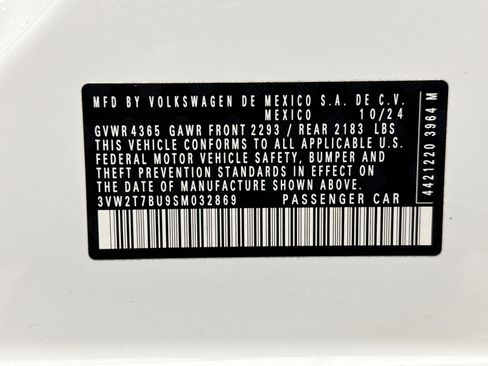 MFD BY VOLKSWAGEN DE MEXICO S.A. DE C.V.
MEXICO 10/24
GVWR 4365 GAWR FRONT 2293 / REAR 2183 LBS
THIS VEHICLE CONFORMS TO ALL APPLICABLE U.S.
FEDERAL MOTOR VEHICLE SAFETY, BUMPER AND
THEFT PREVENTION STANDARDS IN EFFECT ON THE
DATE OF MANUFACTURE SHOWN ABOVE.
3VW2T7BU9SM032869 PASSENGER CAR
4421220 3964 M